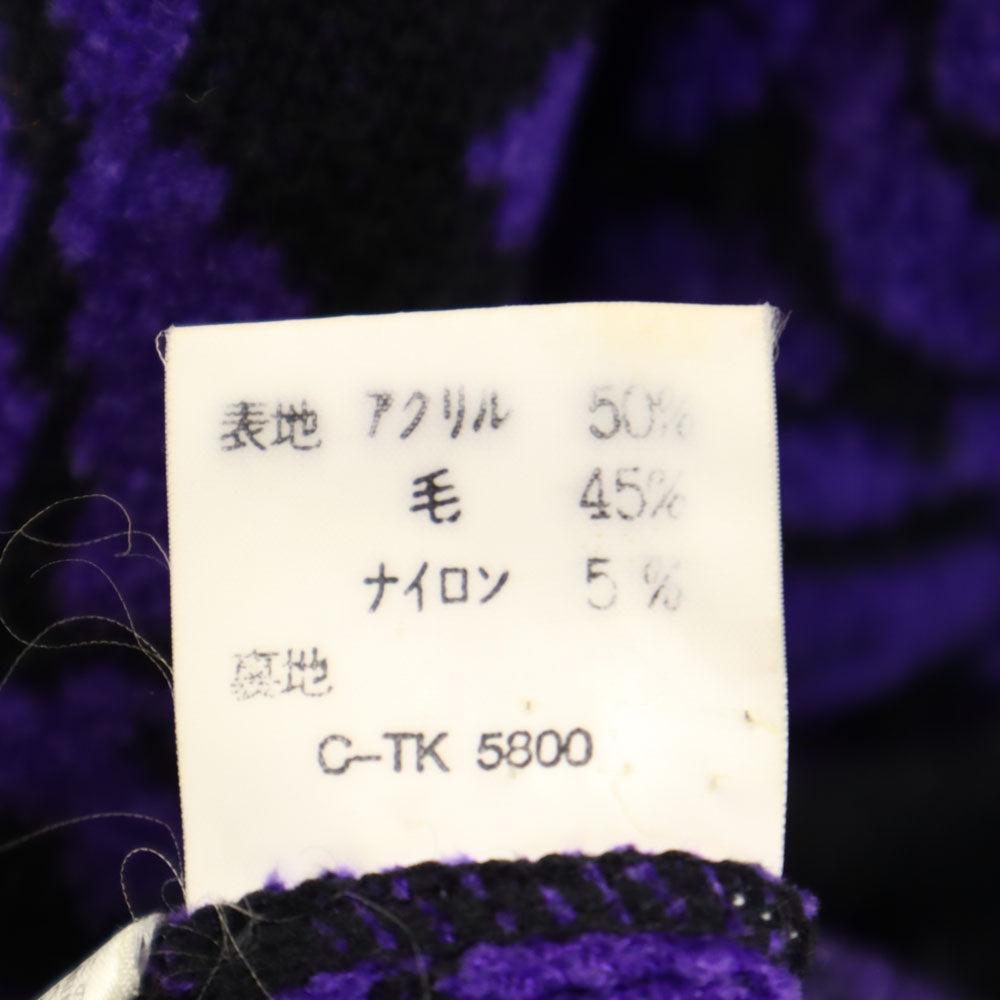 表地 アクリル 50%
毛 45%
ナイロン 5%
裏地
C-TK 5800